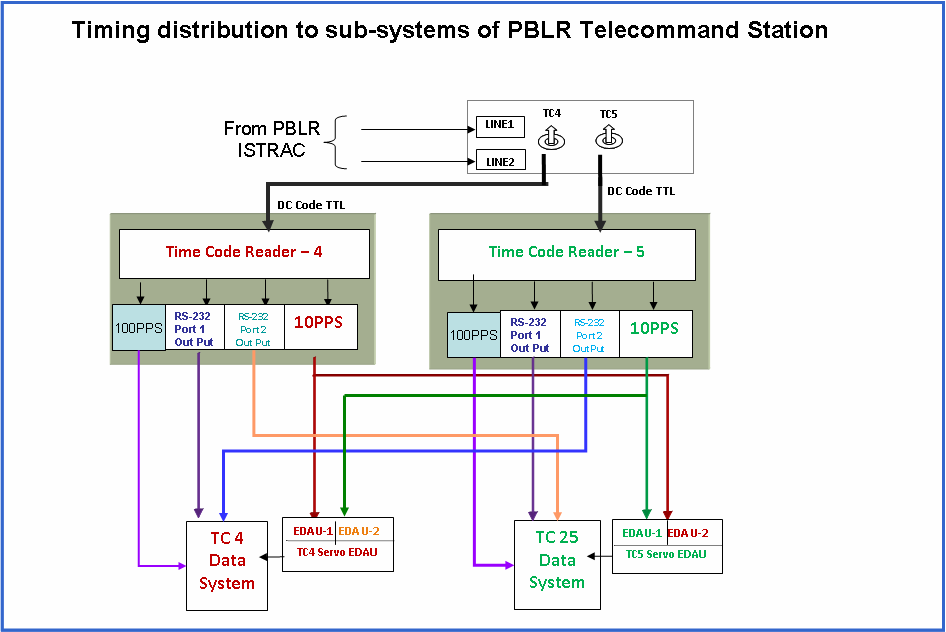 Timing distribution to sub-systems of PBLR Telecommand Station
From PBLR
ISTRAC
LINE1
LINE2
TC4
TC5
DC Code TTL
DC Code TTL
Time Code Reader – 4
100PPS
RS-232
Port 1
Out Put
RS-232
Port 2
Out Put
10PPS
Time Code Reader – 5
100PPS
RS-232
Port 1
Out Put
RS-232
Port 2
OutPut
10PPS
TC 4
Data
System
EDAU-1
EDAU-2
TC4 Servo EDAU
TC 25
Data
System
EDAU-1
EDAU-2
TC5 Servo EDAU